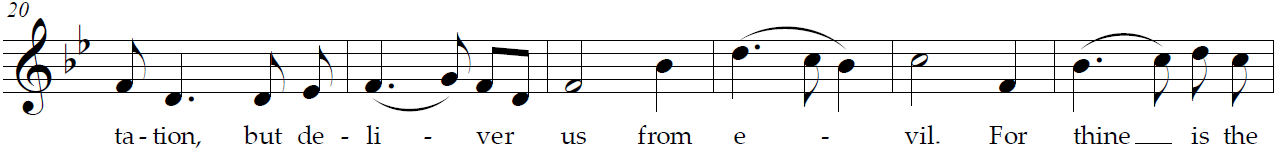 20
ta - tion, but de - li - ver us from e - vil. For thine is the